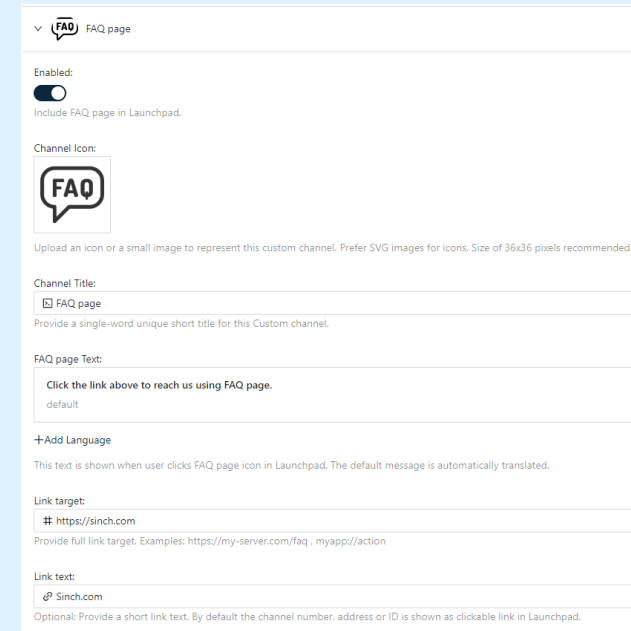 FAQ FAQ page
Enabled:
Include FAQ page in Launchpad.
Channel Icon:
FAQ
Upload an icon or a small image to represent this custom channel. Prefer SVG images for icons. Size of 36x36 pixels recommended.
Channel Title:
FAQ page
Provide a single-word unique short title for this Custom channel.
FAQ page Text:
Click the link above to reach us using FAQ page.
default
+Add Language
This text is shown when user clicks FAQ page icon in Launchpad. The default message is automatically translated.
Link target:
# https://sinch.com
Provide full link target. Examples: https://my-server.com/faq , myapp://action
Link text:
Sinch.com
Optional: Provide a short link text. By default the channel number, address or ID is shown as clickable link in Launchpad.